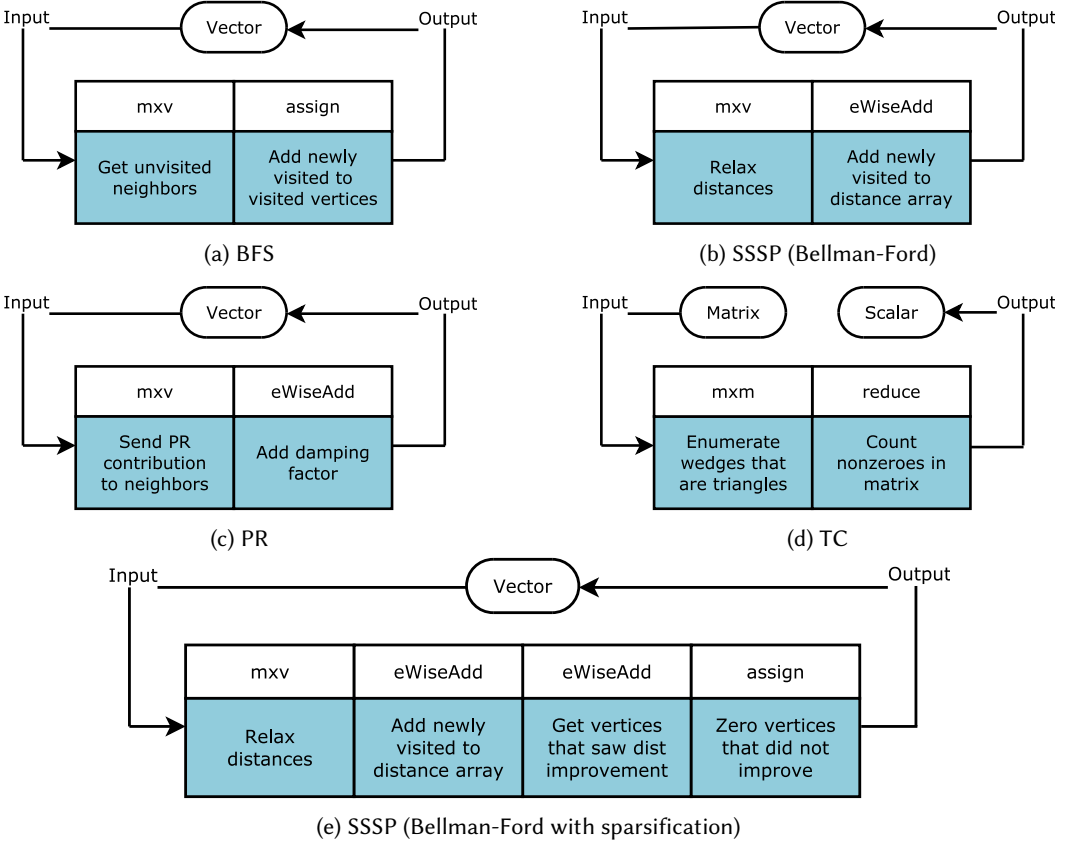 Input
Vector
Output
mxv
assign
Get unvisited
neighbors
Add newly
visited to
visited vertices
(a) BFS
Input
Vector
Output
mxv
eWiseAdd
Relax
distances
Add newly
visited to
distance array
(b) SSSP (Bellman-Ford)
Input
Vector
Output
mxv
eWiseAdd
Send PR
contribution
to neighbors
Add damping
factor
(c) PR
Input
Matrix
Scalar
Output
mxm
reduce
Enumerate
wedges that
are triangles
Count
nonzeroes in
matrix
(d) TC
Input
Vector
Output
mxv
eWiseAdd
eWiseAdd
assign
Relax
distances
Add newly
visited to
distance array
Get vertices
that saw dist
improvement
Zero vertices
that did not
improve
(e) SSSP (Bellman-Ford with sparsification)